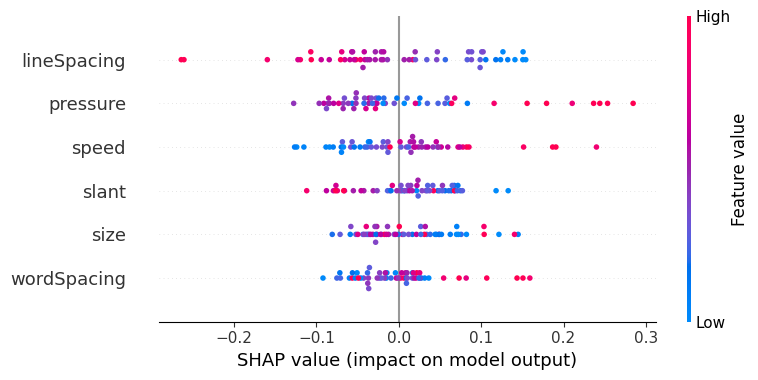 High
lineSpacing
pressure
speed
slant
size
wordSpacing
Feature value
Low
−0.2 −0.1 0.0 0.1 0.2 0.3
SHAP value (impact on model output)